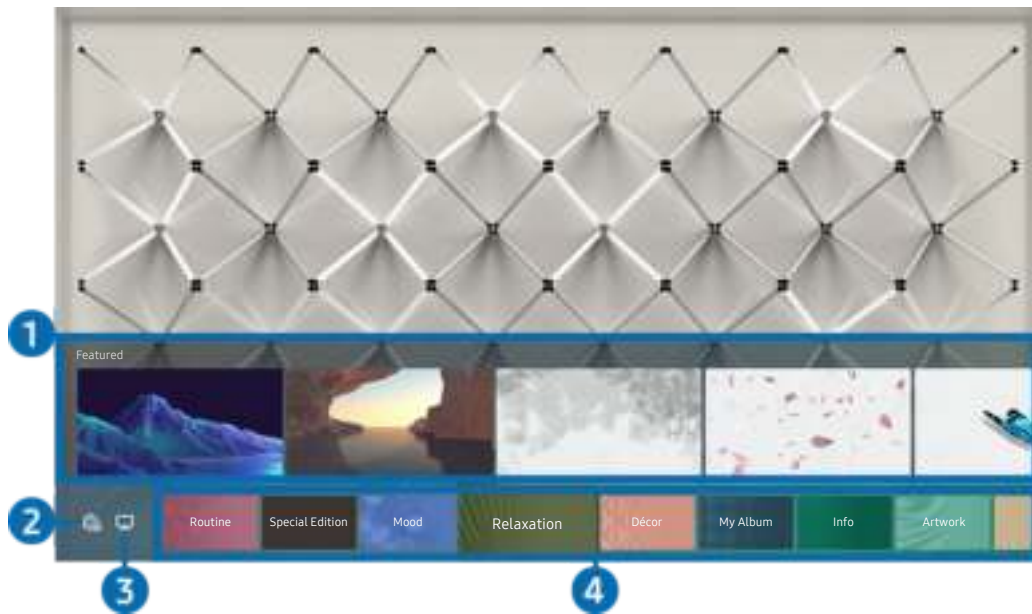 1
Featured
2
Routine Special Edition Mood Relaxation Décor My Album Info Artwork
3
4